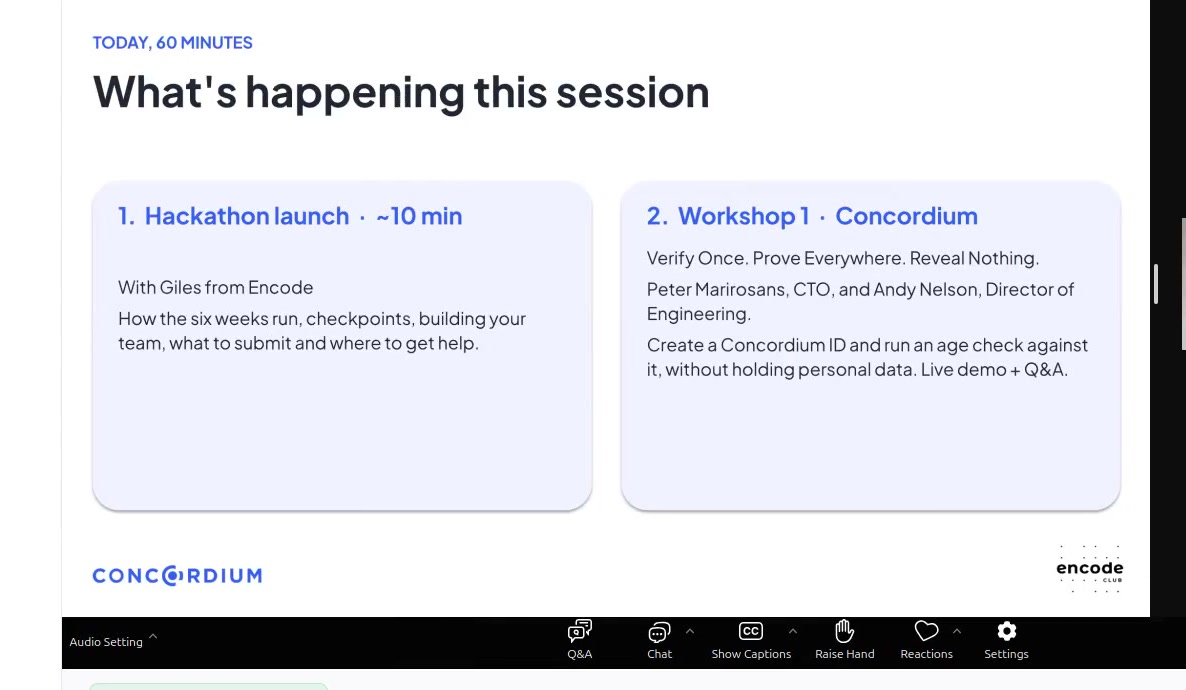 TODAY, 60 MINUTES
What's happening this session
1. Hackathon launch · ~10 min
With Giles from Encode
How the six weeks run, checkpoints, building your
team, what to submit and where to get help.
2. Workshop 1 · Concordium
Verify Once. Prove Everywhere. Reveal Nothing.
Peter Marirosans, CTO, and Andy Nelson, Director of
Engineering.
Create a Concordium ID and run an age check against
it, without holding personal data. Live demo + Q&A.
CONCORDIUM
encode
CLUB
Audio Setting
Q&A
Chat
CC
Show Captions
Raise Hand
Reactions
Settings